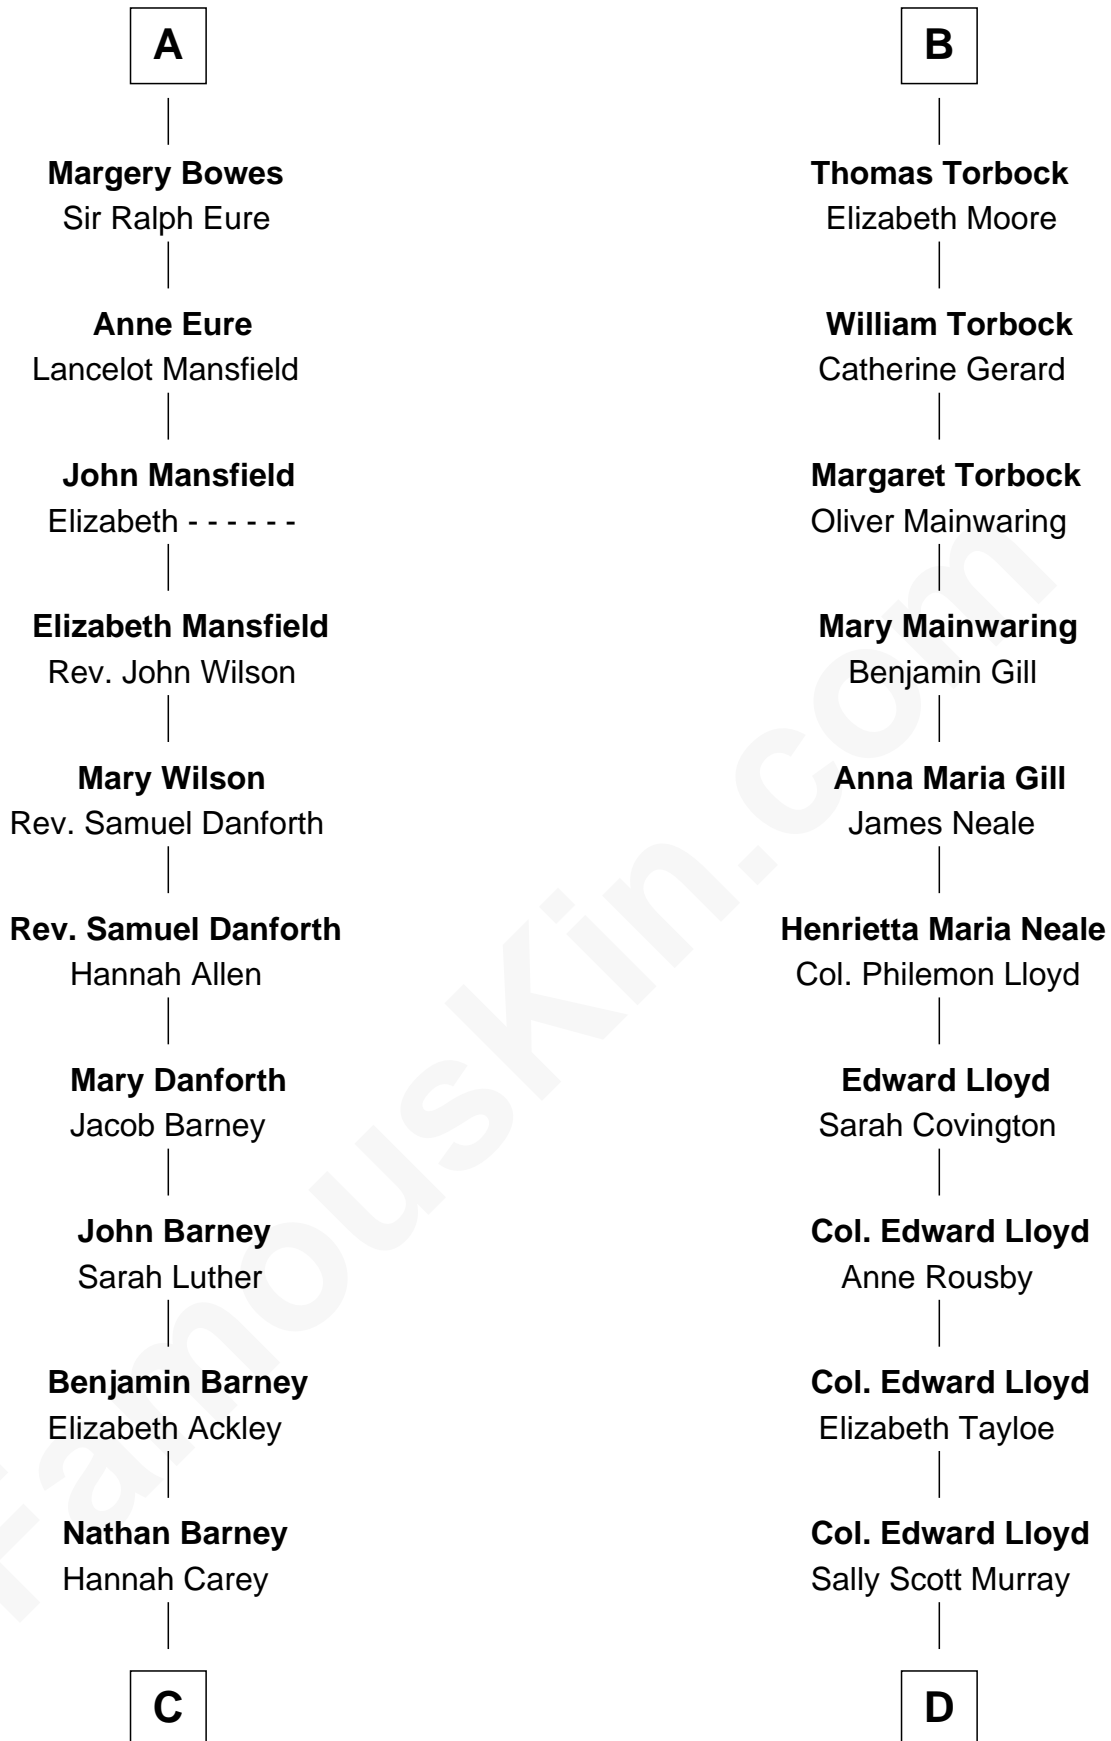 A
Margery Bowes
Sir Ralph Eure
Anne Eure
Lancelot Mansfield
John Mansfield
Elizabeth - - - - - -
Elizabeth Mansfield
Rev. John Wilson
Mary Wilson
Rev. Samuel Danforth
Rev. Samuel Danforth
Hannah Allen
Mary Danforth
Jacob Barney
John Barney
Sarah Luther
Benjamin Barney
Elizabeth Ackley
Nathan Barney
Hannah Carey
C
B
Thomas Torbock
Elizabeth Moore
William Torbock
Catherine Gerard
Margaret Torbock
Oliver Mainwaring
Mary Mainwaring
Benjamin Gill
Anna Maria Gill
James Neale
Henrietta Maria Neale
Col. Philemon Lloyd
Edward Lloyd
Sarah Covington
Col. Edward Lloyd
Anne Rousby
Col. Edward Lloyd
Elizabeth Tayloe
Col. Edward Lloyd
Sally Scott Murray
D
FamousKin.com